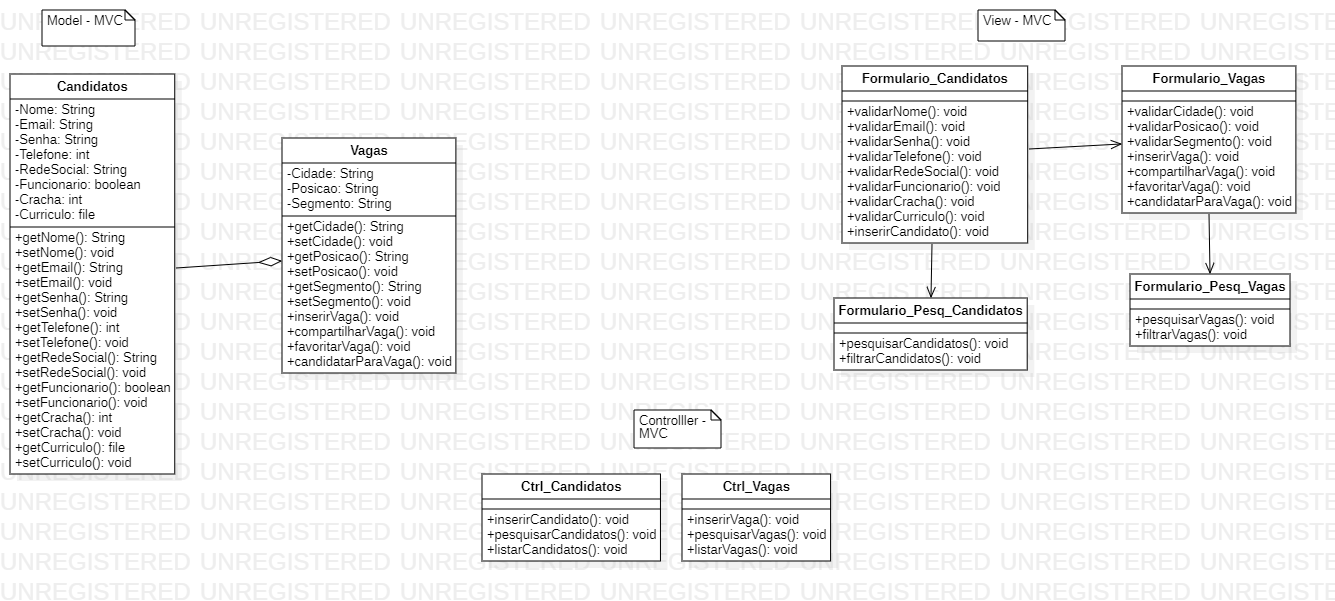 Model - MVC
Candidatos
-Nome: String
-Email: String
-Senha: String
-Telefone: int
-RedeSocial: String
-Funcionario: boolean
-Cracha: int
-Curriculo: file
+getNome(): String
+setNome(): void
+getEmail(): String
+setEmail(): void
+getSenha(): String
+setSenha(): void
+getTelefone(): int
+setTelefone(): void
+getRedeSocial(): String
+setRedeSocial(): void
+getFuncionario(): boolean
+setFuncionario(): void
+getCracha(): int
+setCracha(): void
+getCurriculo(): file
+setCurriculo(): void
Vagas
-Cidade: String
-Posicao: String
-Segmento: String
+getCidade(): String
+setCidade(): void
+getPosicao(): String
+setPosicao(): void
+getSegmento(): String
+setSegmento(): void
+inserirVaga(): void
+compartilharVaga(): void
+favoritarVaga(): void
+candidatarParaVaga(): void
View - MVC
Formulario_Candidatos
+validarNome(): void
+validarEmail(): void
+validarSenha(): void
+validarTelefone(): void
+validarRedeSocial(): void
+validarFuncionario(): void
+validarCracha(): void
+validarCurriculo(): void
+inserirCandidato(): void
Formulario_Vagas
+validarCidade(): void
+validarPosicao(): void
+validarSegmento(): void
+inserirVaga(): void
+compartilharVaga(): void
+favoritarVaga(): void
+candidatarParaVaga(): void
Formulario_Pesq_Candidatos
+pesquisarCandidatos(): void
+filtrarCandidatos(): void
Formulario_Pesq_Vagas
+pesquisarVagas(): void
+filtrarVagas(): void
Controlller -
MVC
Ctrl_Candidatos
+inserirCandidato(): void
+pesquisarCandidatos(): void
+listarCandidatos(): void
Ctrl_Vagas
+inserirVaga(): void
+pesquisarVagas(): void
+listarVagas(): void
UNREGISTERED